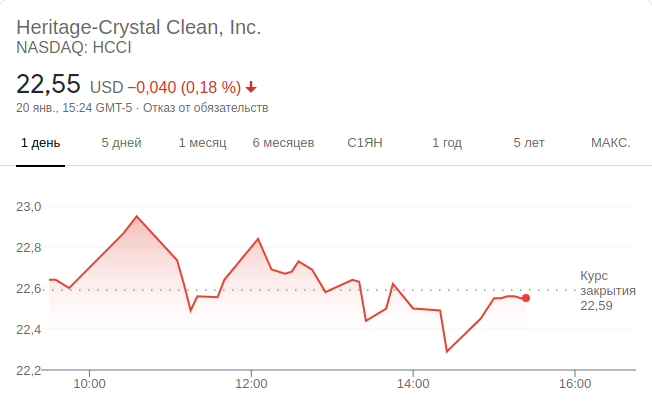 Heritage-Crystal Clean, Inc.
NASDAQ: HCCI
22,55 USD −0,040 (0,18 %)
20 янв., 15:24 GMT-5 · Отказ от обязательств
1 день 5 дней 1 месяц 6 месяцев С1ЯН 1 год 5 лет МАКС.
23,0
22,8
22,6
22,4
22,2
Курс
закрытия
22,59
10:00 12:00 14:00 16:00